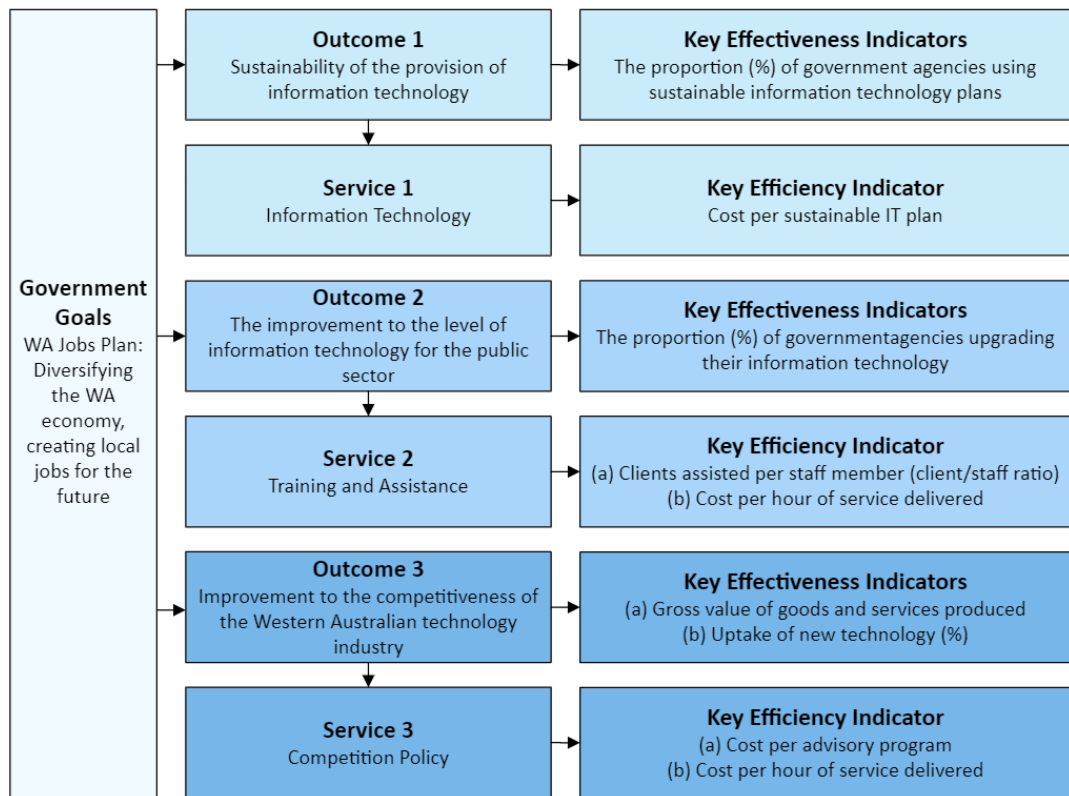 Government
Goals
WA Jobs Plan:
Diversifying
the WA
economy,
creating local
jobs for the
future
Outcome 1
Sustainability of the provision of
information technology
Key Effectiveness Indicators
The proportion (%) of government agencies using
sustainable information technology plans
Service 1
Information Technology
Key Efficiency Indicator
Cost per sustainable IT plan
Outcome 2
The improvement to the level of
information technology for the public
sector
Key Effectiveness Indicators
The proportion (%) of governmentagencies upgrading
their information technology
Service 2
Training and Assistance
Key Efficiency Indicator
(a) Clients assisted per staff member (client/staff ratio)
(b) Cost per hour of service delivered
Outcome 3
Improvement to the competitiveness of
the Western Australian technology
industry
Key Effectiveness Indicators
(a) Gross value of goods and services produced
(b) Uptake of new technology (%)
Service 3
Competition Policy
Key Efficiency Indicator
(a) Cost per advisory program
(b) Cost per hour of service delivered